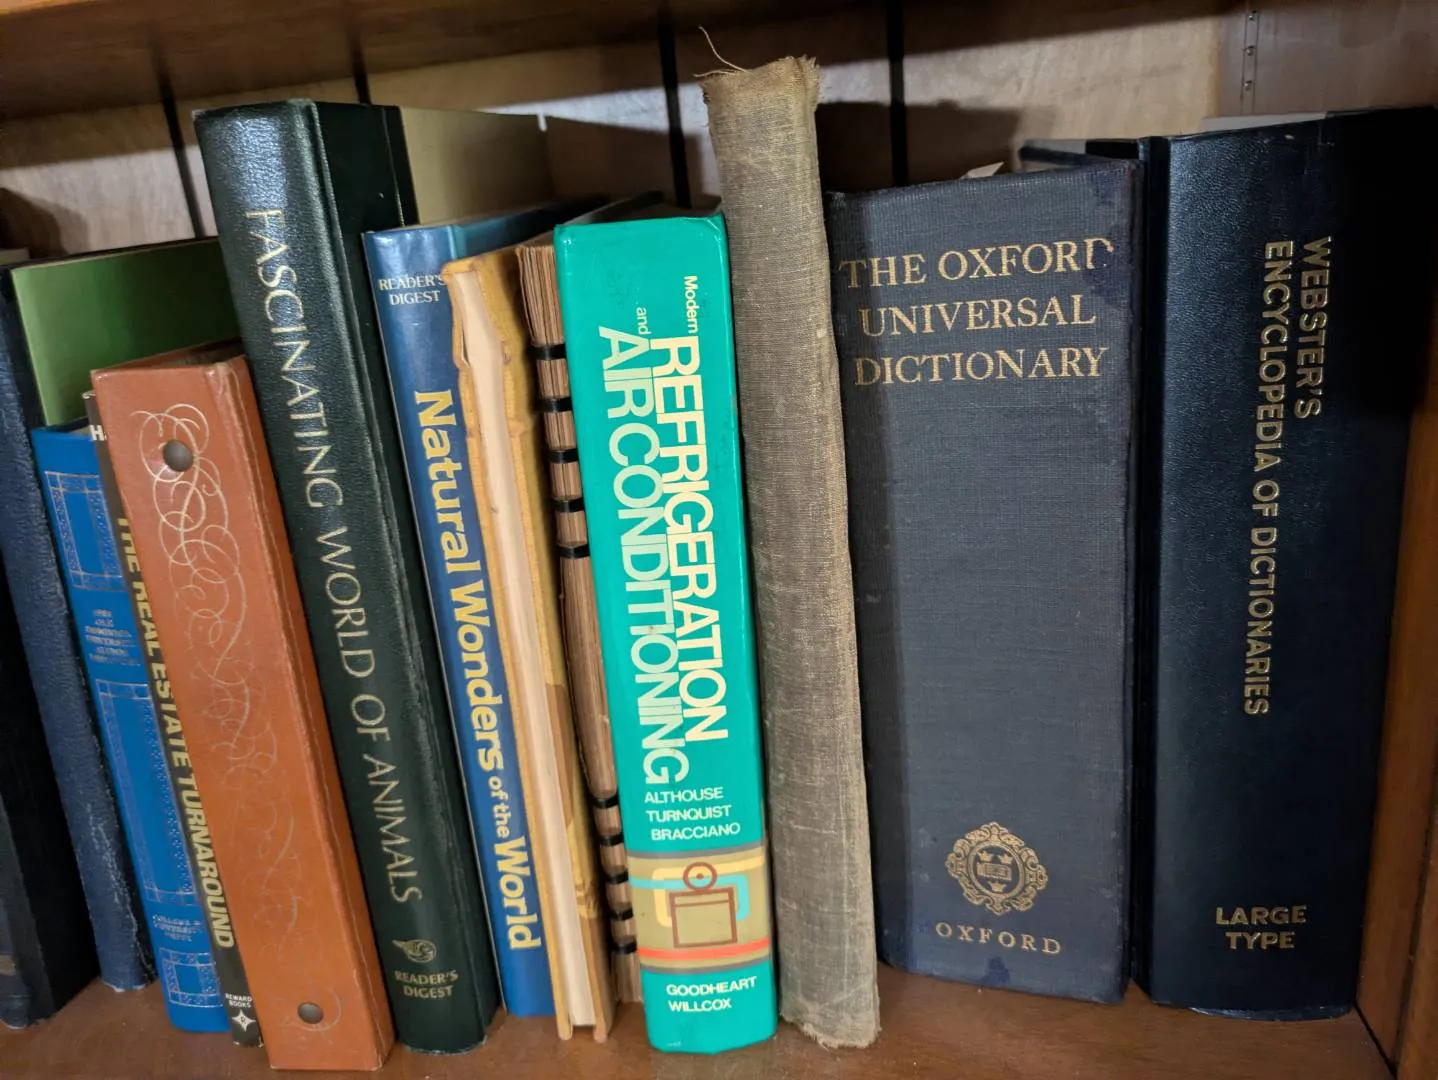 THE REAL ESTATE TURNAROUND
REWARD
BOOKS
FASCINATING WORLD OF ANIMALS
READER'S
DIGEST
READER'S
DIGEST
Natural Wonders of the World
Modern
REFRIGERATION
and
AIR CONDITIONING
ALTHOUSE
TURNQUIST
BRACCIANO
GOODHEART
WILLCOX
THE OXFORD
UNIVERSAL
DICTIONARY
OXFORD
WEBSTER'S
ENCYCLOPEDIA OF DICTIONARIES
LARGE
TYPE